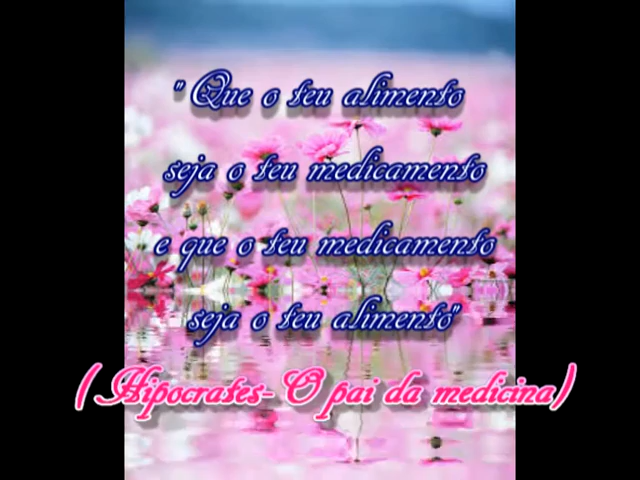 "Que o teu alimento
seja o teu medicamento
e que o teu medicamento
seja o teu alimento"
(Hipocrates- O pai da medicina)